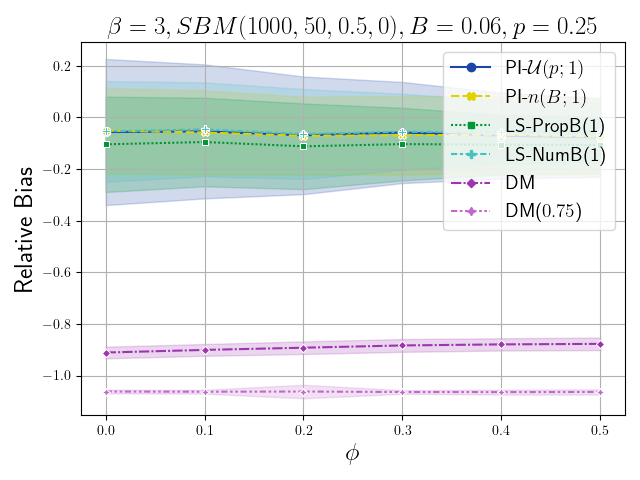 β = 3, SBM(1000, 50, 0.5, 0), B = 0.06, p = 0.25
PI-𝒰(p; 1)
PI-n(B; 1)
LS-PropB(1)
LS-NumB(1)
DM
DM(0.75)
Relative Bias
0.2
0.0
−0.2
−0.4
−0.6
−0.8
−1.0
0.0 0.1 0.2 0.3 0.4 0.5
ϕ